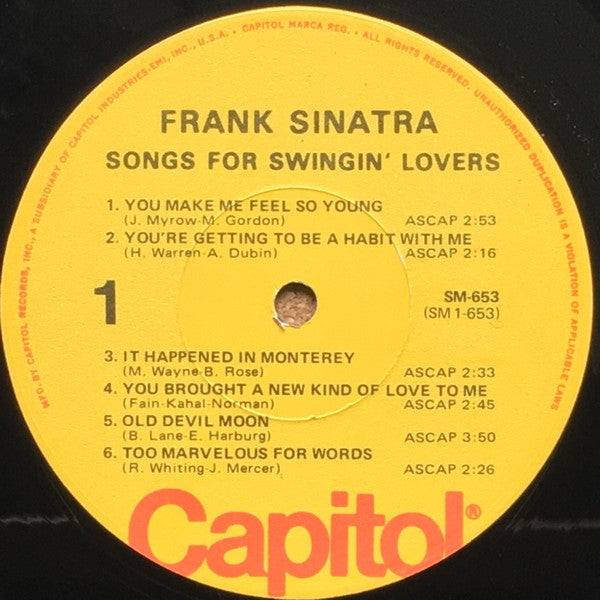 MFG. BY CAPITOL RECORDS, INC., A SUBSIDIARY OF CAPITOL INDUSTRIES-EMI, INC., U.S.A. • CAPITOL MARCA REG. • ALL RIGHTS RESERVED. UNAUTHORIZED DUPLICATION IS A VIOLATION OF APPLICABLE LAWS
FRANK SINATRA
SONGS FOR SWINGIN' LOVERS
1. YOU MAKE ME FEEL SO YOUNG
(J. Myrow-M. Gordon) ASCAP 2:53
2. YOU'RE GETTING TO BE A HABIT WITH ME
(H. Warren-A. Dubin) ASCAP 2:16
1
SM-653
(SM 1-653)
3. IT HAPPENED IN MONTEREY
(M. Wayne-B. Rose) ASCAP 2:33
4. YOU BROUGHT A NEW KIND OF LOVE TO ME
(Fain-Kahal-Norman) ASCAP 2:45
5. OLD DEVIL MOON
(B. Lane-E. Harburg) ASCAP 3:50
6. TOO MARVELOUS FOR WORDS
(R. Whiting-J. Mercer) ASCAP 2:26
Capitol®